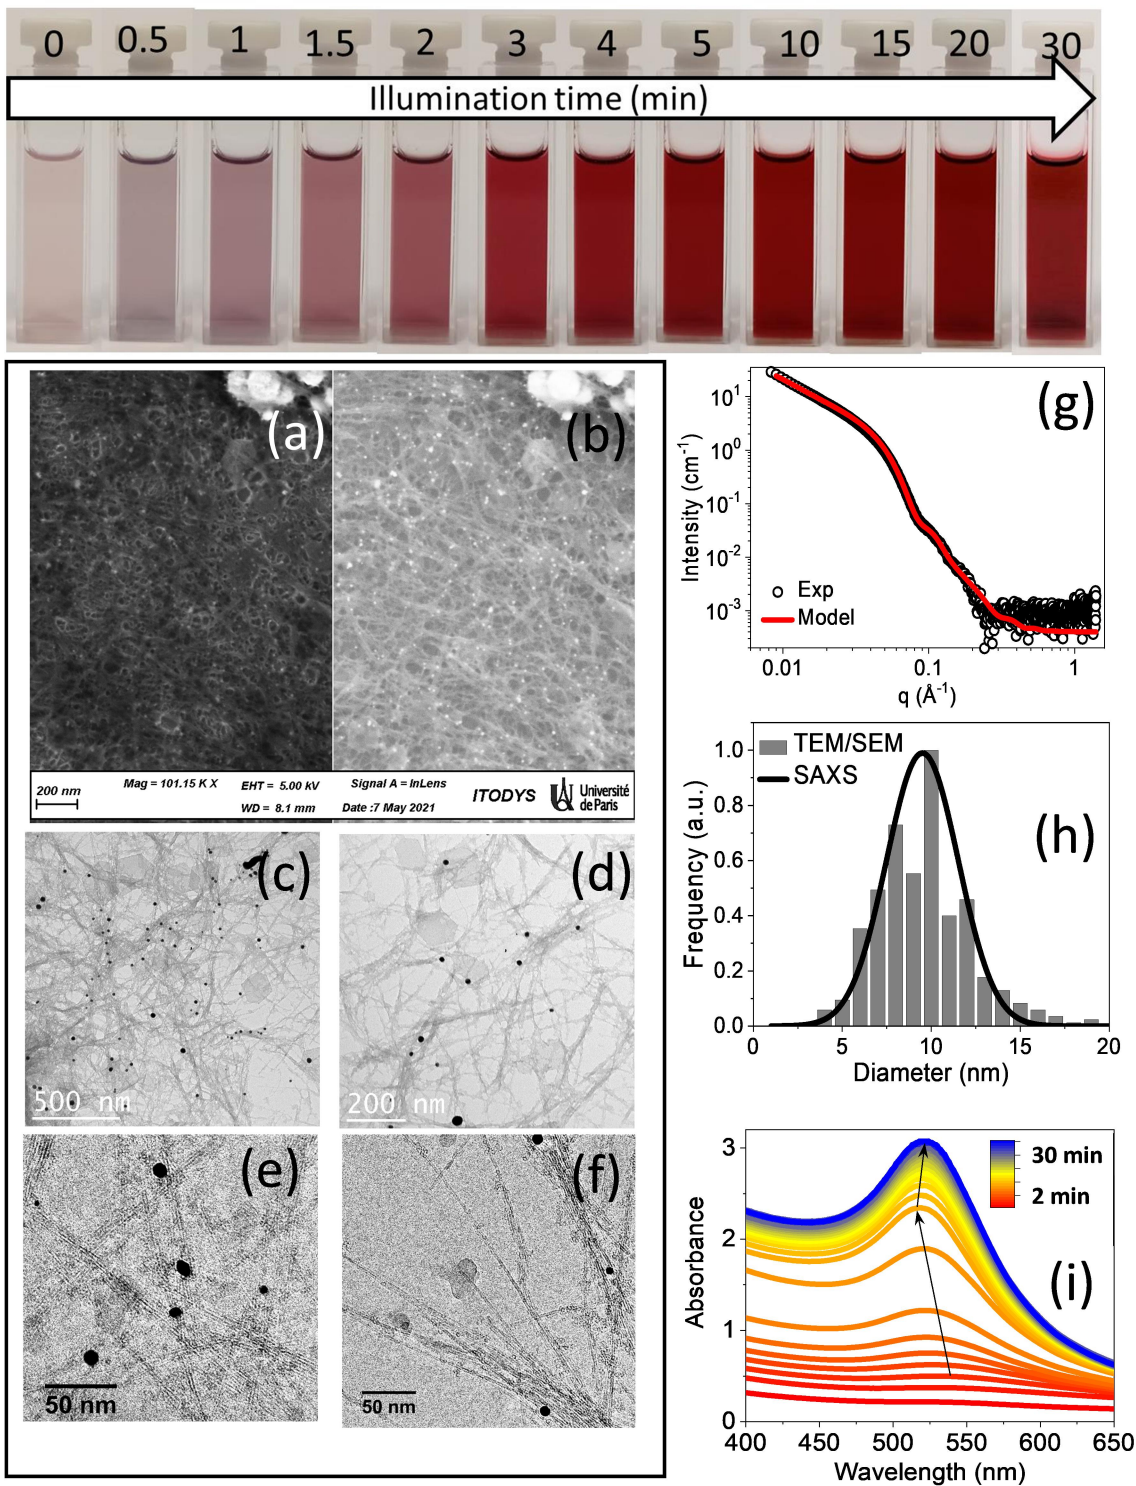 0 0.5 1 1.5 2 3 4 5 10 15 20 30
Illumination time (min)
(a)
(b)
200 nm
Mag = 101.15 K X
EHT = 5.00 kV
WD = 8.1 mm
Signal A = InLens
Date :7 May 2021
ITODYS
Université
de Paris
(c)
500 nm
(d)
200 nm
(e)
50 nm
(f)
50 nm
(g)
Intensity (cm⁻¹)
10¹
10⁰
10⁻¹
10⁻²
10⁻³
Exp
Model
0.01 0.1 1
q (Å⁻¹)
TEM/SEM
SAXS
(h)
Frequency (a.u.)
1.0
0.8
0.6
0.4
0.2
0.0
0 5 10 15 20
Diameter (nm)
(i)
30 min
2 min
Absorbance
3
2
1
0
400 450 500 550 600 650
Wavelength (nm)